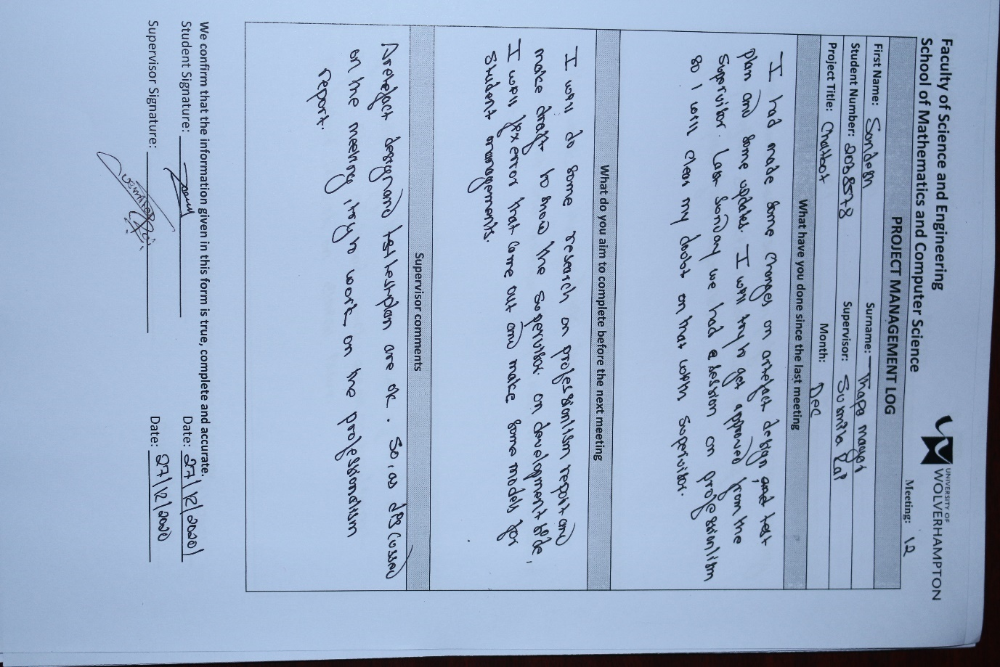 Faculty of Science and Engineering
School of Mathematics and Computer Science
UNIVERSITY OF
WOLVERHAMPTON
Meeting: 12
PROJECT MANAGEMENT LOG
First Name: Sandesh Surname: Thapa magar
Student Number: Supervisor: Sunmila Rai
Project Title: Chatbot Month: Dec
What have you done since the last meeting
I had made some changes on artefact design and test
plan and some updates. I will try to get approved from the
supervisor. Last Sunday we had a session on professionlism
so I will clear my doubt on that with supervisor.
What do you aim to complete before the next meeting
I will do some research on professionlism report and
make draft to show the supervisor. on development side,
I will fix error that come out and make some models for
student managements.
Supervisor comments
Aretefact design and test testplan are ok. So, as discussed
on the meeting, try to work on the professionalism
report.
We confirm that the information given in this form is true, complete and accurate.
Student Signature: Date: 27/12/2020
Supervisor Signature: Date: 27/12/2020